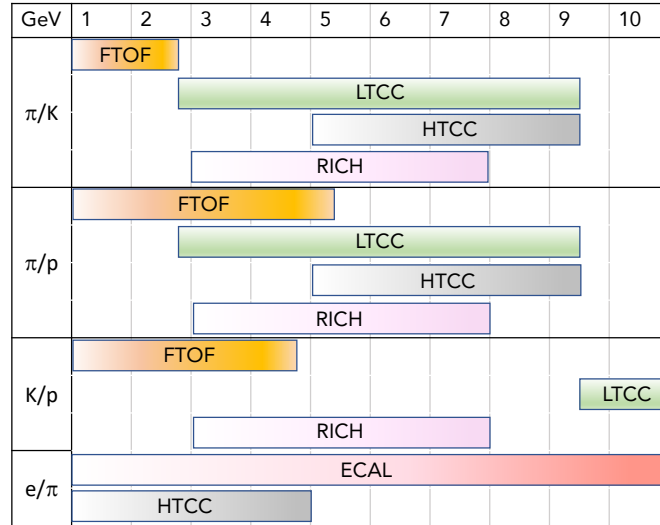 GeV 1 2 3 4 5 6 7 8 9 10
FTOF
LTCC
π/K
HTCC
RICH
FTOF
LTCC
π/p
HTCC
RICH
FTOF
K/p
LTCC
RICH
ECAL
e/π
HTCC